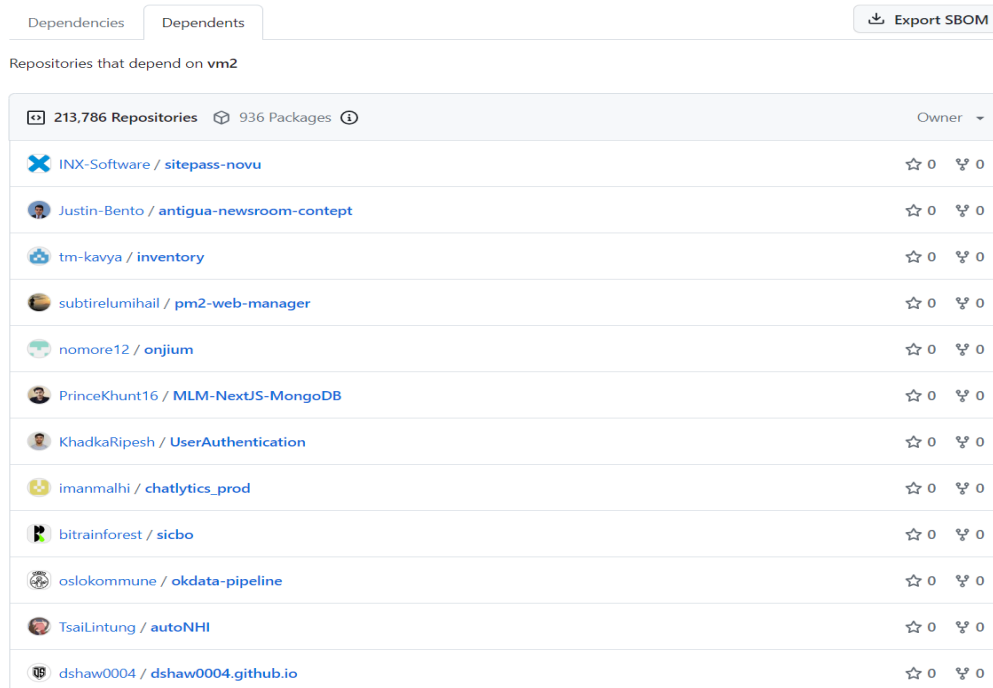 Dependencies Dependents Export SBOM
Repositories that depend on vm2
213,786 Repositories 936 Packages Owner
INX-Software / sitepass-novu 0 0
Justin-Bento / antigua-newsroom-contept 0 0
tm-kavya / inventory 0 0
subtirelumihail / pm2-web-manager 0 0
nomore12 / onjium 0 0
PrinceKhunt16 / MLM-NextJS-MongoDB 0 0
KhadkaRipesh / UserAuthentication 0 0
imanmalhi / chatlytics_prod 0 0
bitrainforest / sicbo 0 0
oslokommune / okdata-pipeline 0 0
TsaiLintung / autoNHI 0 0
dshaw0004 / dshaw0004.github.io 0 0